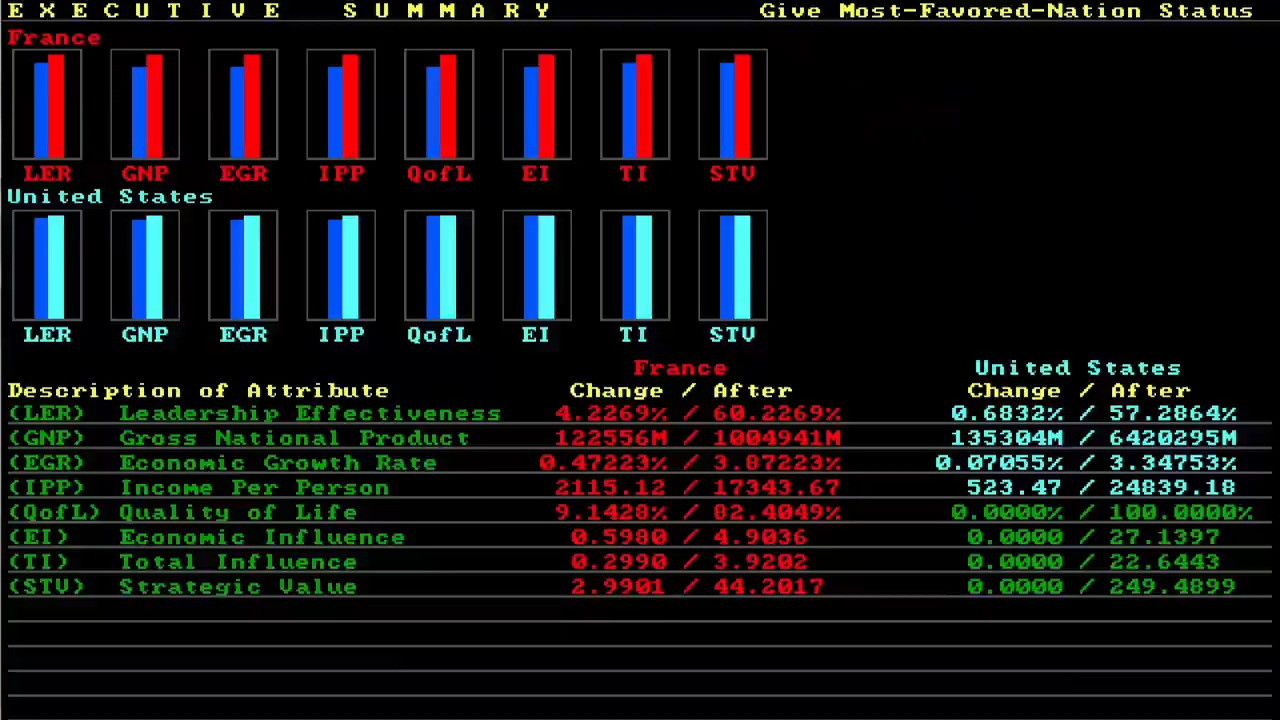 E X E C U T I V E   S U M M A R Y   Give Most-Favored-Nation Status
France
LER GNP EGR IPP QofL EI TI STV
United States
LER GNP EGR IPP QofL EI TI STV
France United States
Description of Attribute Change / After Change / After
(LER) Leadership Effectiveness 4.2269% / 60.2269% 0.6832% / 57.2864%
(GNP) Gross National Product 122556M / 1004941M 135304M / 6420295M
(EGR) Economic Growth Rate 0.47223% / 3.87223% 0.07055% / 3.34753%
(IPP) Income Per Person 2115.12 / 17343.67 523.47 / 24839.18
(QofL) Quality of Life 9.1428% / 82.4049% 0.0000% / 100.0000%
(EI) Economic Influence 0.5980 / 4.9036 0.0000 / 27.1397
(TI) Total Influence 0.2990 / 3.9202 0.0000 / 22.6443
(STV) Strategic Value 2.9901 / 44.2017 0.0000 / 249.4899